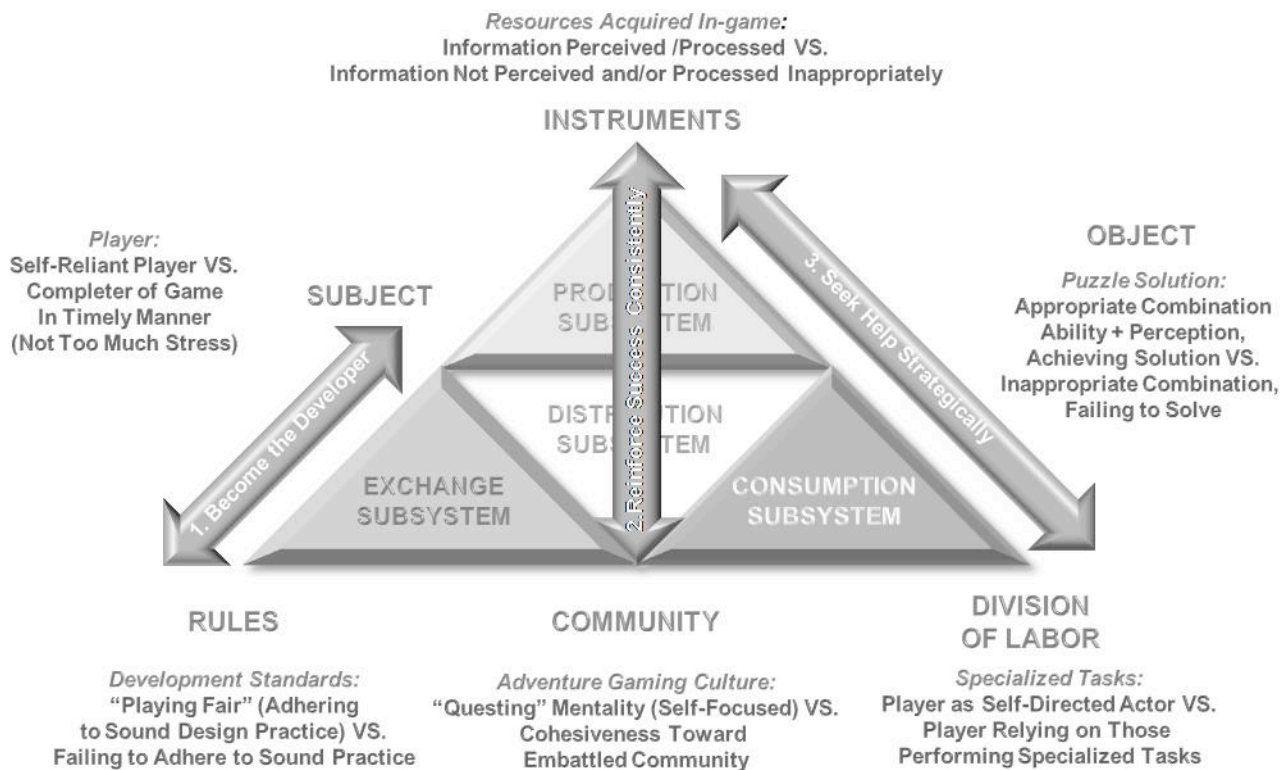 Resources Acquired In-game:
Information Perceived /Processed VS.
Information Not Perceived and/or Processed Inappropriately
INSTRUMENTS
Player:
Self-Reliant Player VS.
Completer of Game
In Timely Manner
(Not Too Much Stress)
SUBJECT
1. Become the Developer
PRODUCTION
SUBSYSTEM
2.Reinforce Success Consistently
3. Seek Help Strategically
OBJECT
Puzzle Solution:
Appropriate Combination
Ability + Perception,
Achieving Solution VS.
Inappropriate Combination,
Failing to Solve
DISTRIBUTION
SUBSYSTEM
EXCHANGE
SUBSYSTEM
CONSUMPTION
SUBSYSTEM
RULES
Development Standards:
“Playing Fair” (Adhering
to Sound Design Practice) VS.
Failing to Adhere to Sound Practice
COMMUNITY
Adventure Gaming Culture:
“Questing” Mentality (Self-Focused) VS.
Cohesiveness Toward
Embattled Community
DIVISION
OF LABOR
Specialized Tasks:
Player as Self-Directed Actor VS.
Player Relying on Those
Performing Specialized Tasks